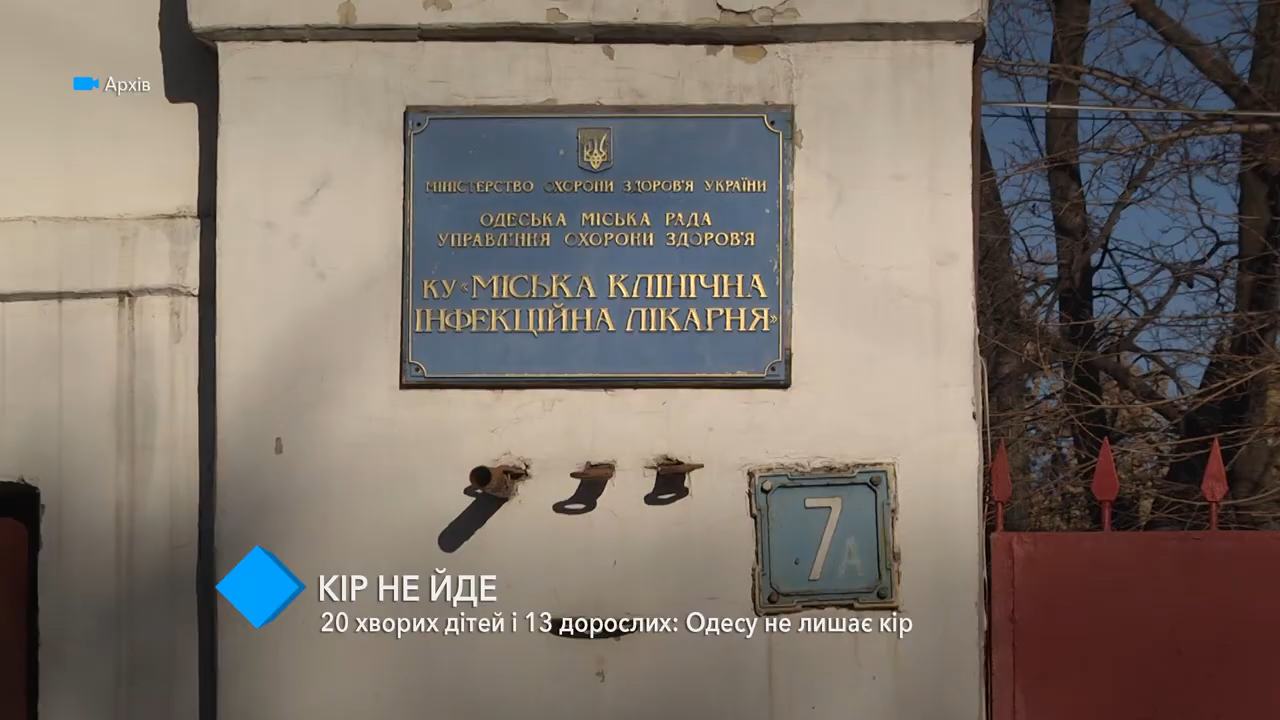 Архів
МІНІСТЕРСТВО ОХОРОНИ ЗДОРОВ'Я УКРАЇНИ
ОДЕСЬКА МІСЬКА РАДА
УПРАВЛІННЯ ОХОРОНИ ЗДОРОВ'Я
КУ «МІСЬКА КЛІНІЧНА
ІНФЕКЦІЙНА ЛІКАРНЯ»
7А
КІР НЕ ЙДЕ
20 хворих дітей і 13 дорослих: Одесу не лишає кір